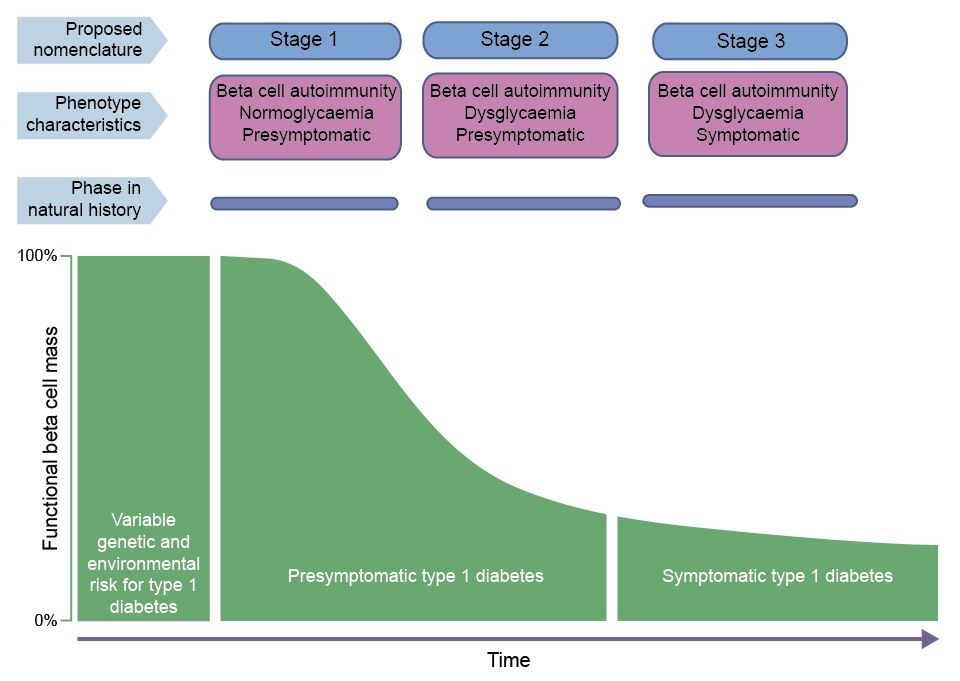 Proposed
nomenclature
Stage 1
Stage 2
Stage 3
Phenotype
characteristics
Beta cell autoimmunity
Normoglycaemia
Presymptomatic
Beta cell autoimmunity
Dysglycaemia
Presymptomatic
Beta cell autoimmunity
Dysglycaemia
Symptomatic
Phase in
natural history
100%
Functional beta cell mass
Variable
genetic and
environmental
risk for type 1
diabetes
Presymptomatic type 1 diabetes
Symptomatic type 1 diabetes
0%
Time